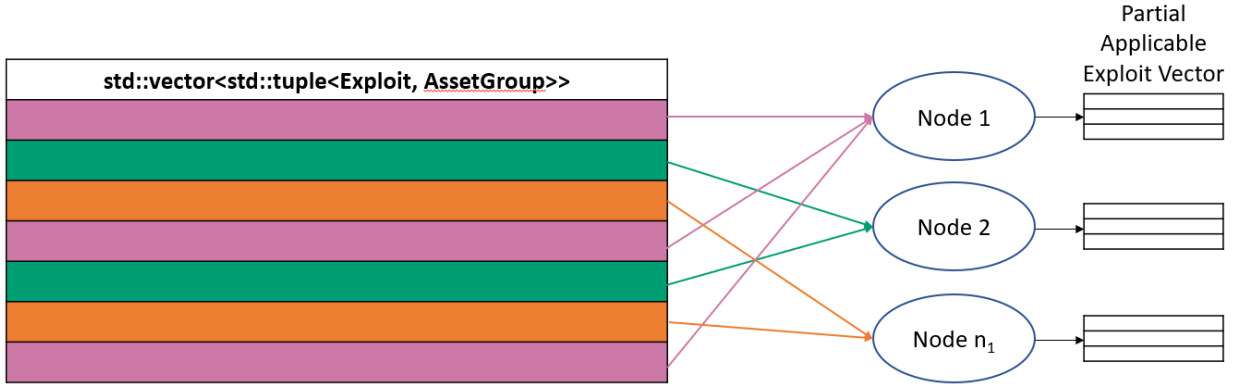 Partial
Applicable
Exploit Vector
std::vector<std::tuple<Exploit, AssetGroup>>
Node 1
Node 2
Node n₁